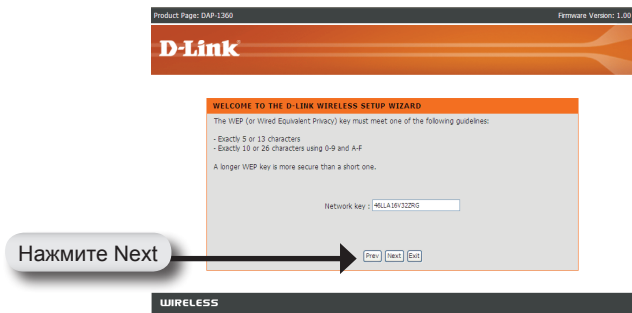 Product Page: DAP-1360
Firmware Version: 1.00
D-Link
WELCOME TO THE D-LINK WIRELESS SETUP WIZARD
The WEP (or Wired Equivalent Privacy) key must meet one of the following guidelines:
- Exactly 5 or 13 characters
- Exactly 10 or 26 characters using 0-9 and A-F
A longer WEP key is more secure than a short one.
Network key : 46LLA16V32ZRG
Нажмите Next
Prev Next Exit
WIRELESS